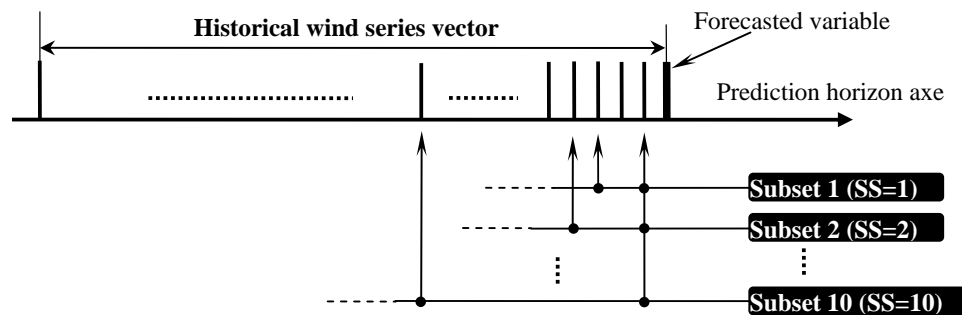 Forecasted variable
Historical wind series vector
Prediction horizon axe
Subset 1 (SS=1)
Subset 2 (SS=2)
Subset 10 (SS=10)